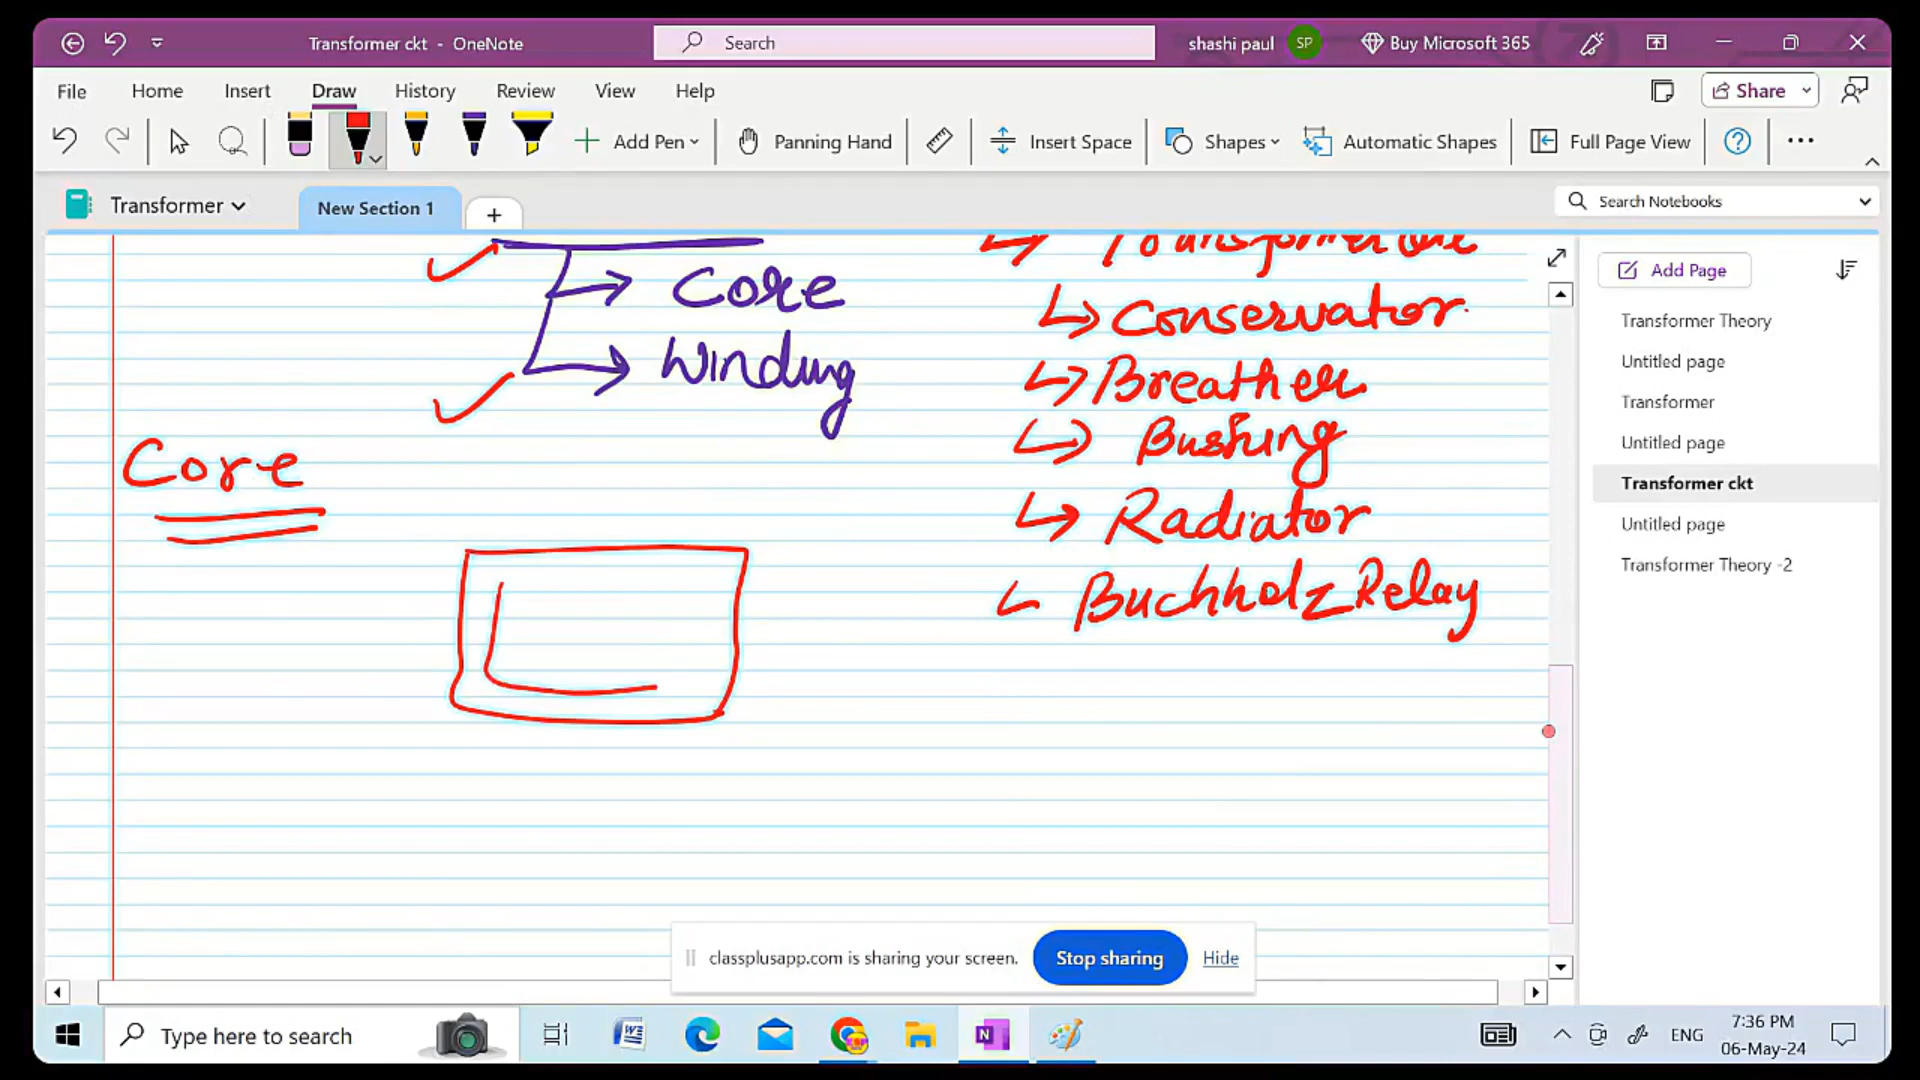 Transformer ckt - OneNote
Search
shashi paul
SP
Buy Microsoft 365
File Home Insert Draw History Review View Help
Share
Add Pen
Panning Hand
Insert Space
Shapes
Automatic Shapes
Full Page View
Transformer
New Section 1
Search Notebooks
Core
Winding
Core
Conservator
Breather
Bushing
Radiator
Buchholz Relay
Add Page
Transformer Theory
Untitled page
Transformer
Untitled page
Transformer ckt
Untitled page
Transformer Theory -2
classplusapp.com is sharing your screen.
Stop sharing
Hide
Type here to search
ENG
7:36 PM
06-May-24